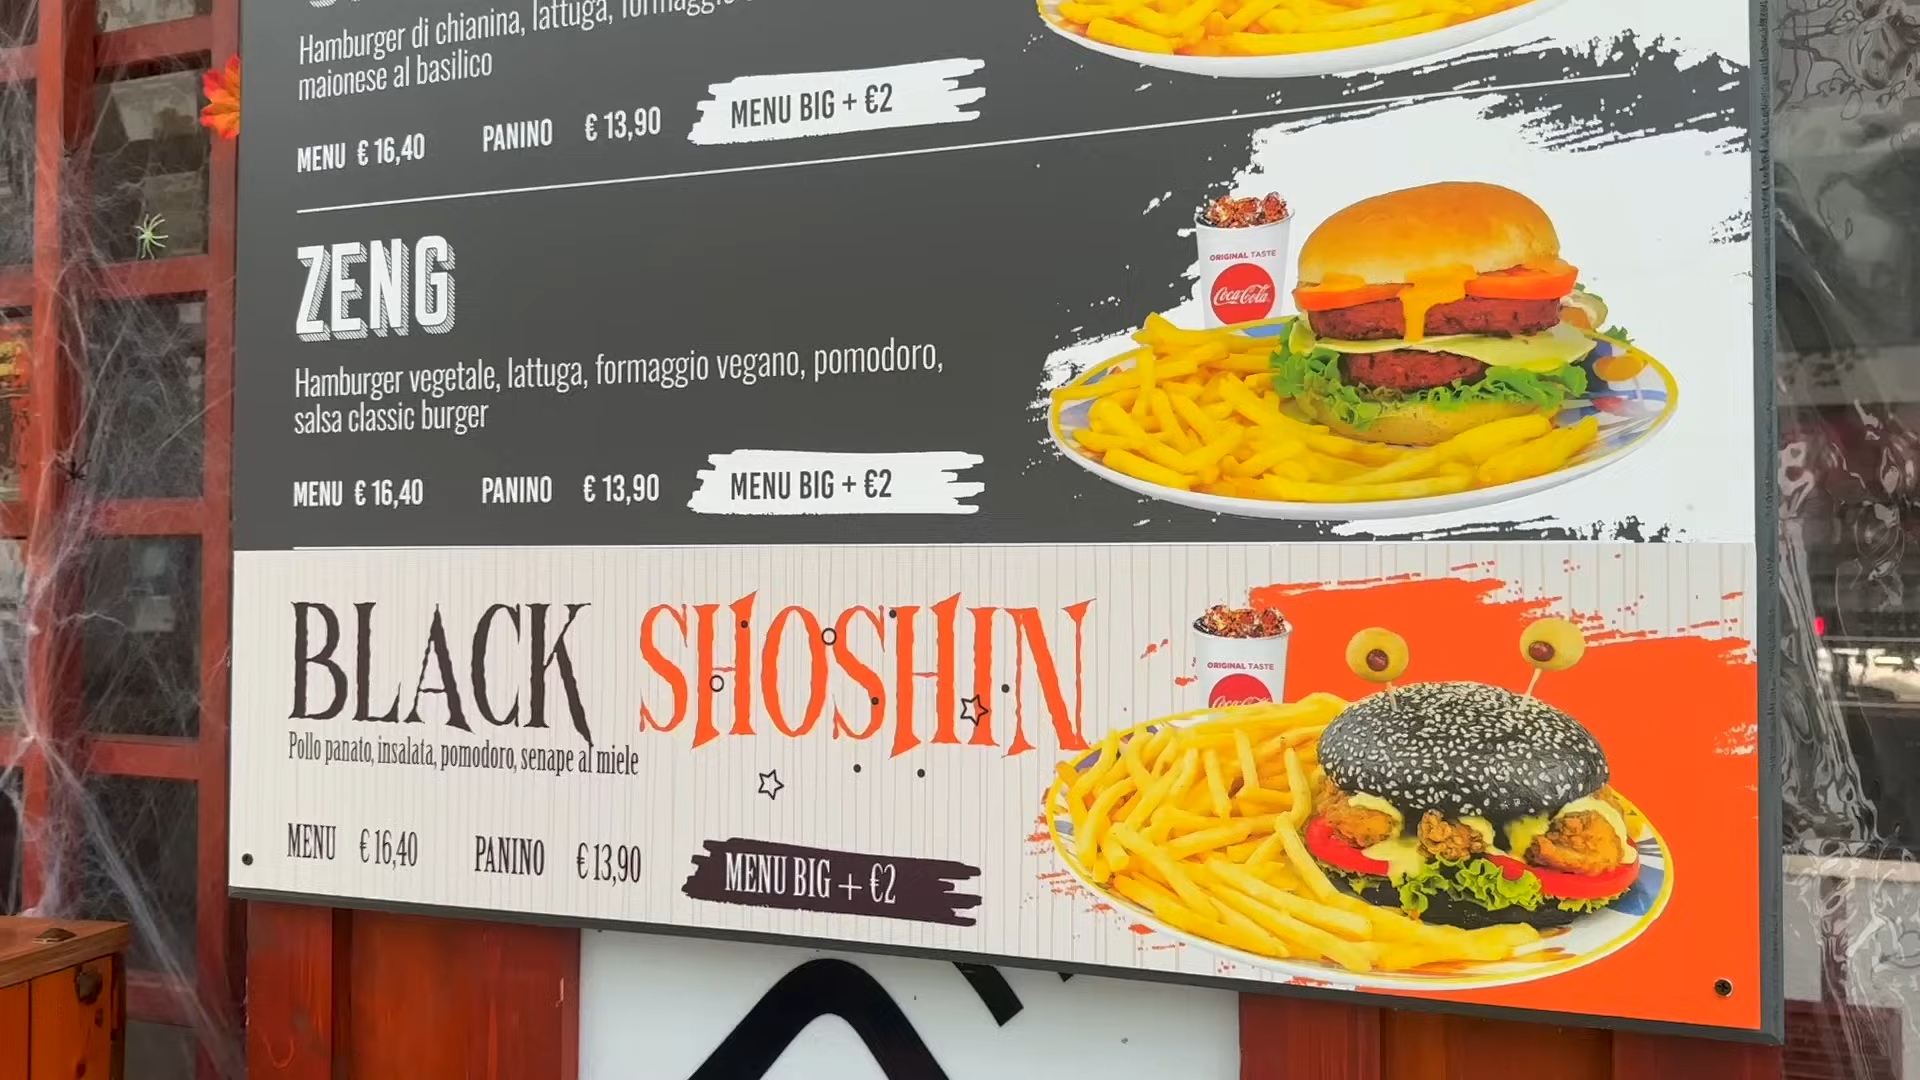 Hamburger di chianina, lattuga, formaggio
maionese al basilico
MENU € 16,40 PANINO € 13,90 MENU BIG + €2
ZENG
Hamburger vegetale, lattuga, formaggio vegano, pomodoro,
salsa classic burger
MENU € 16,40 PANINO € 13,90 MENU BIG + €2
ORIGINAL TASTE
Coca-Cola
BLACK SHOSHIN
Pollo panato, insalata, pomodoro, senape al miele
MENU € 16,40 PANINO € 13,90 MENU BIG + €2
ORIGINAL TASTE
Coca-Cola